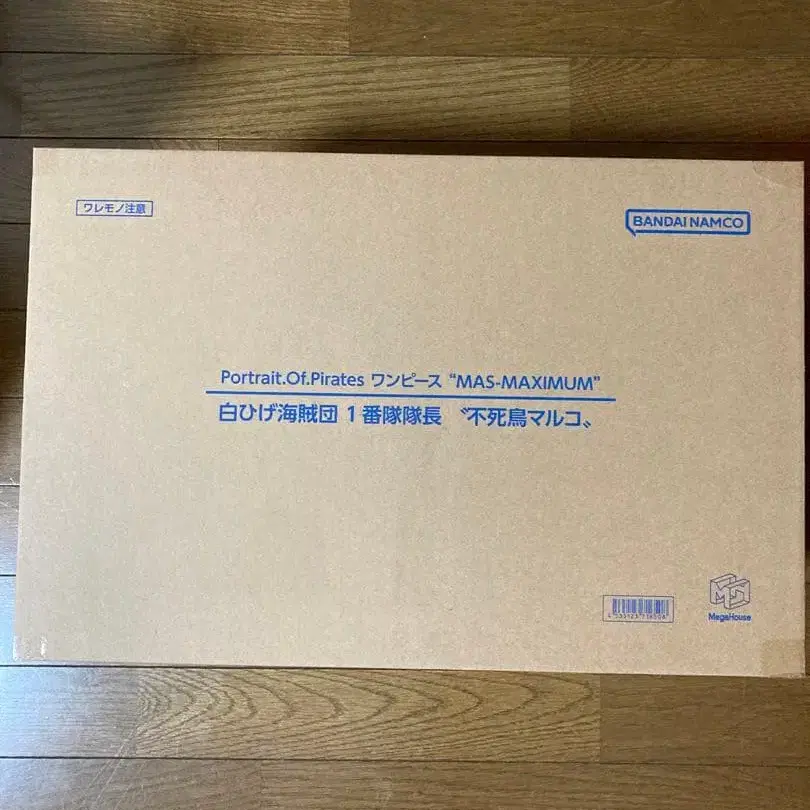 ワレモノ注意
BANDAI NAMCO
Portrait.Of.Pirates ワンピース “MAS-MAXIMUM”
白ひげ海賊団 1番隊隊長 〝不死鳥マルコ〟
MegaHouse